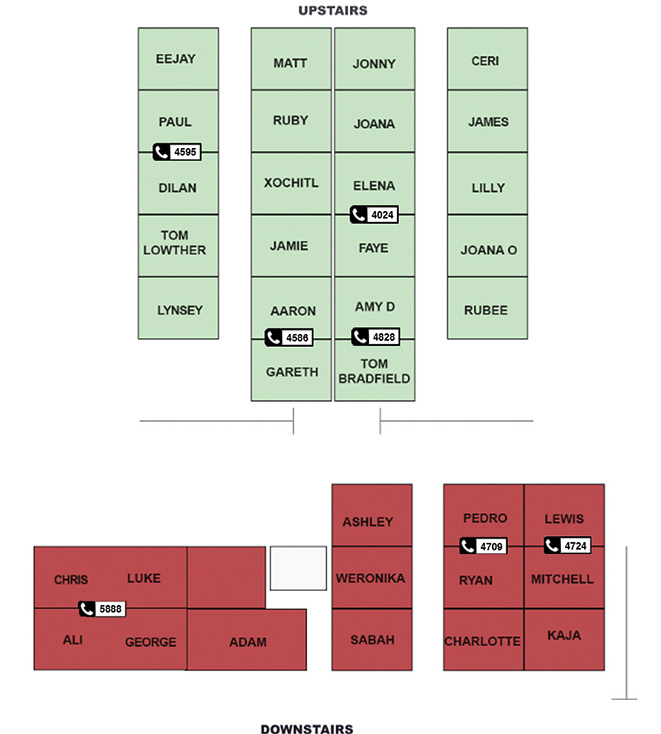 UPSTAIRS
EEJAY
MATT
JONNY
CERI
PAUL
RUBY
JOANA
JAMES
4595
DILAN
XOCHITL
ELENA
LILLY
4024
TOM
LOWTHER
JAMIE
FAYE
JOANA O
LYNSEY
AARON
AMY D
RUBEE
4586
4828
GARETH
TOM
BRADFIELD
ASHLEY
PEDRO
LEWIS
4709
4724
CHRIS
LUKE
WERONIKA
RYAN
MITCHELL
5888
ALI
GEORGE
ADAM
SABAH
CHARLOTTE
KAJA
DOWNSTAIRS